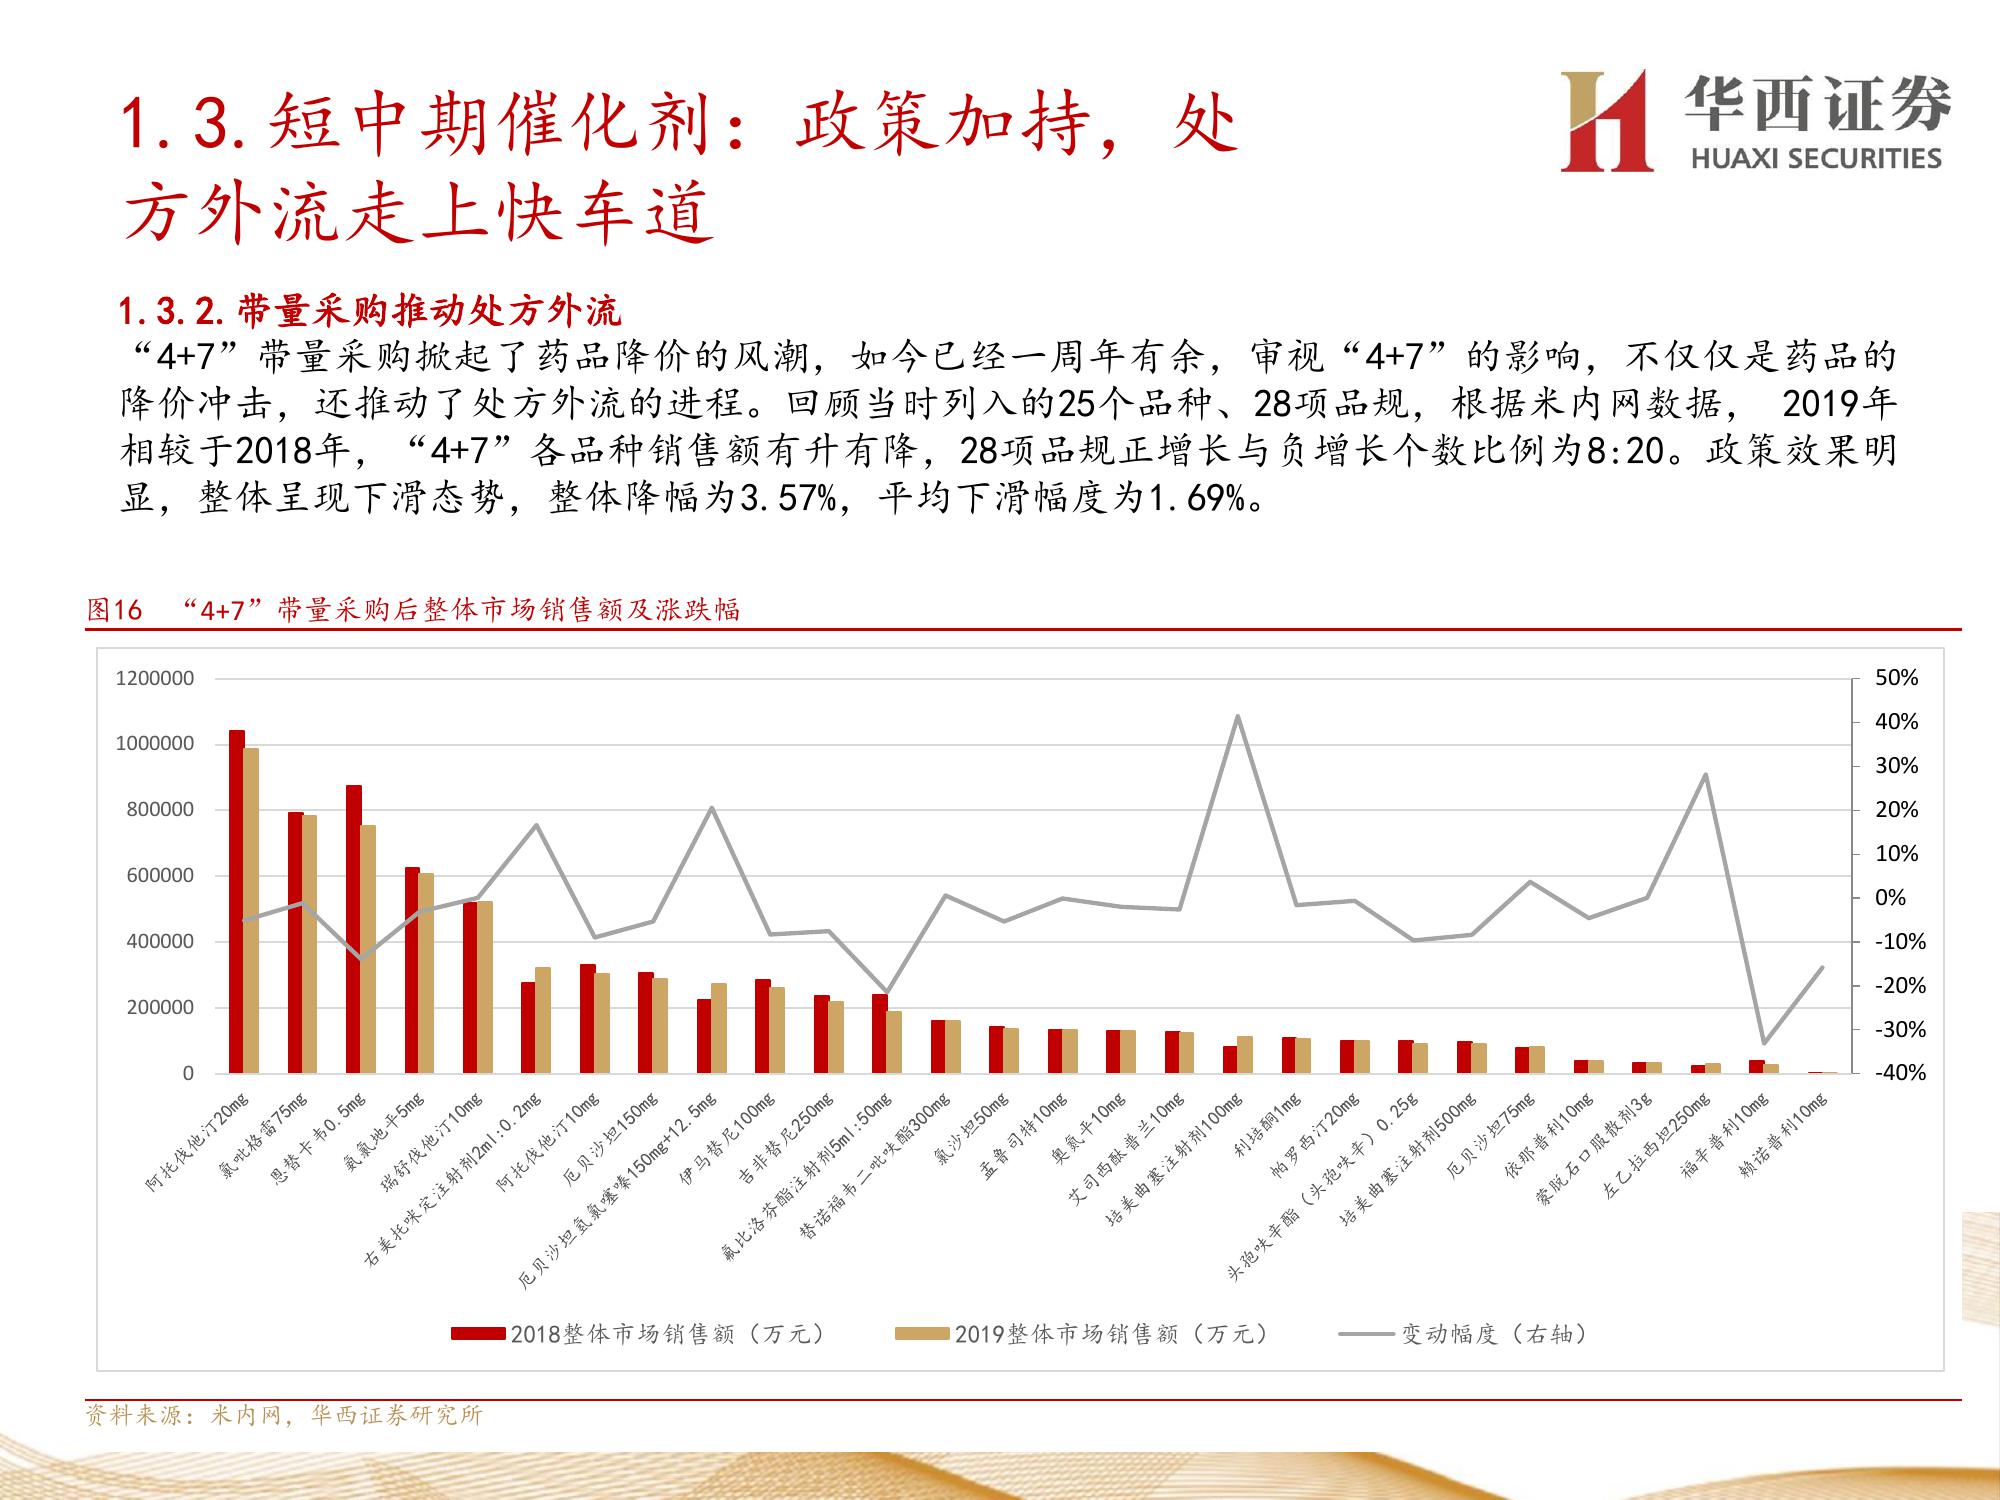 1.3.短中期催化剂：政策加持，处
方外流走上快车道
华西证券
HUAXI SECURITIES
1.3.2.带量采购推动处方外流
“4+7”带量采购掀起了药品降价的风潮，如今已经一周年有余，审视“4+7”的影响，不仅仅是药品的
降价冲击，还推动了处方外流的进程。回顾当时列入的25个品种、28项品规，根据米内网数据， 2019年
相较于2018年，“4+7”各品种销售额有升有降，28项品规正增长与负增长个数比例为8:20。政策效果明
显，整体呈现下滑态势，整体降幅为3.57%，平均下滑幅度为1.69%。
图16 “4+7”带量采购后整体市场销售额及涨跌幅
1200000
1000000
800000
600000
400000
200000
0
50%
40%
30%
20%
10%
0%
-10%
-20%
-30%
-40%
阿托伐他汀20mg
氯吡格雷75mg
恩替卡韦0.5mg
氨氯地平5mg
瑞舒伐他汀10mg
右美托咪定注射剂2ml:0.2mg
阿托伐他汀10mg
厄贝沙坦150mg
厄贝沙坦氢氯噻嗪150mg+12.5mg
伊马替尼100mg
吉非替尼250mg
氟比洛芬酯注射剂5ml:50mg
替诺福韦二吡呋酯300mg
氯沙坦50mg
孟鲁司特10mg
奥氮平10mg
艾司西酞普兰10mg
培美曲塞注射剂100mg
利培酮1mg
帕罗西汀20mg
头孢呋辛酯（头孢呋辛）0.25g
培美曲塞注射剂500mg
厄贝沙坦75mg
依那普利10mg
蒙脱石口服散剂3g
左乙拉西坦250mg
福辛普利10mg
赖诺普利10mg
2018整体市场销售额（万元）
2019整体市场销售额（万元）
变动幅度（右轴）
资料来源：米内网，华西证券研究所